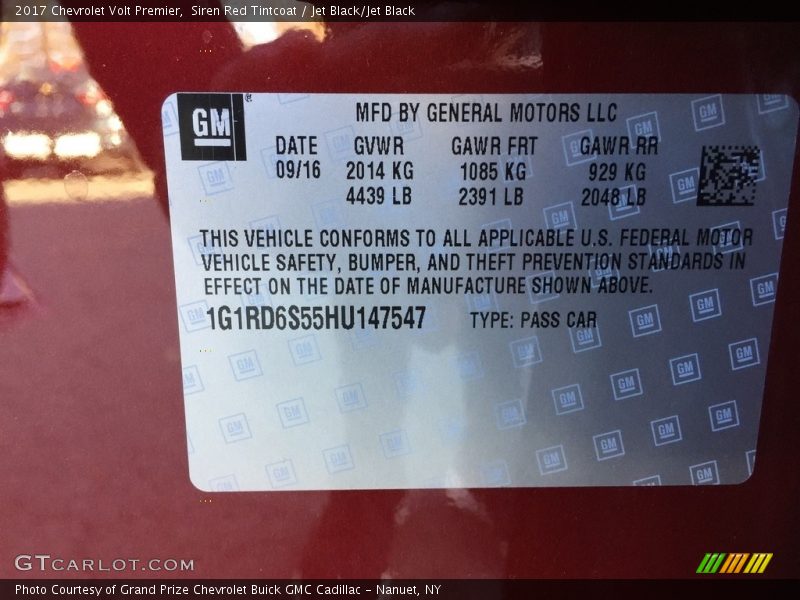 2017 Chevrolet Volt Premier,  Siren Red Tintcoat / Jet Black/Jet Black
GM ®
MFD BY GENERAL MOTORS LLC
DATE GVWR GAWR FRT GAWR RR
09/16 2014 KG 1085 KG 929 KG
4439 LB 2391 LB 2048 LB
THIS VEHICLE CONFORMS TO ALL APPLICABLE U.S. FEDERAL MOTOR
VEHICLE SAFETY, BUMPER, AND THEFT PREVENTION STANDARDS IN
EFFECT ON THE DATE OF MANUFACTURE SHOWN ABOVE.
1G1RD6S55HU147547 TYPE: PASS CAR
GTCARLOT.COM
Photo Courtesy of Grand Prize Chevrolet Buick GMC Cadillac - Nanuet, NY